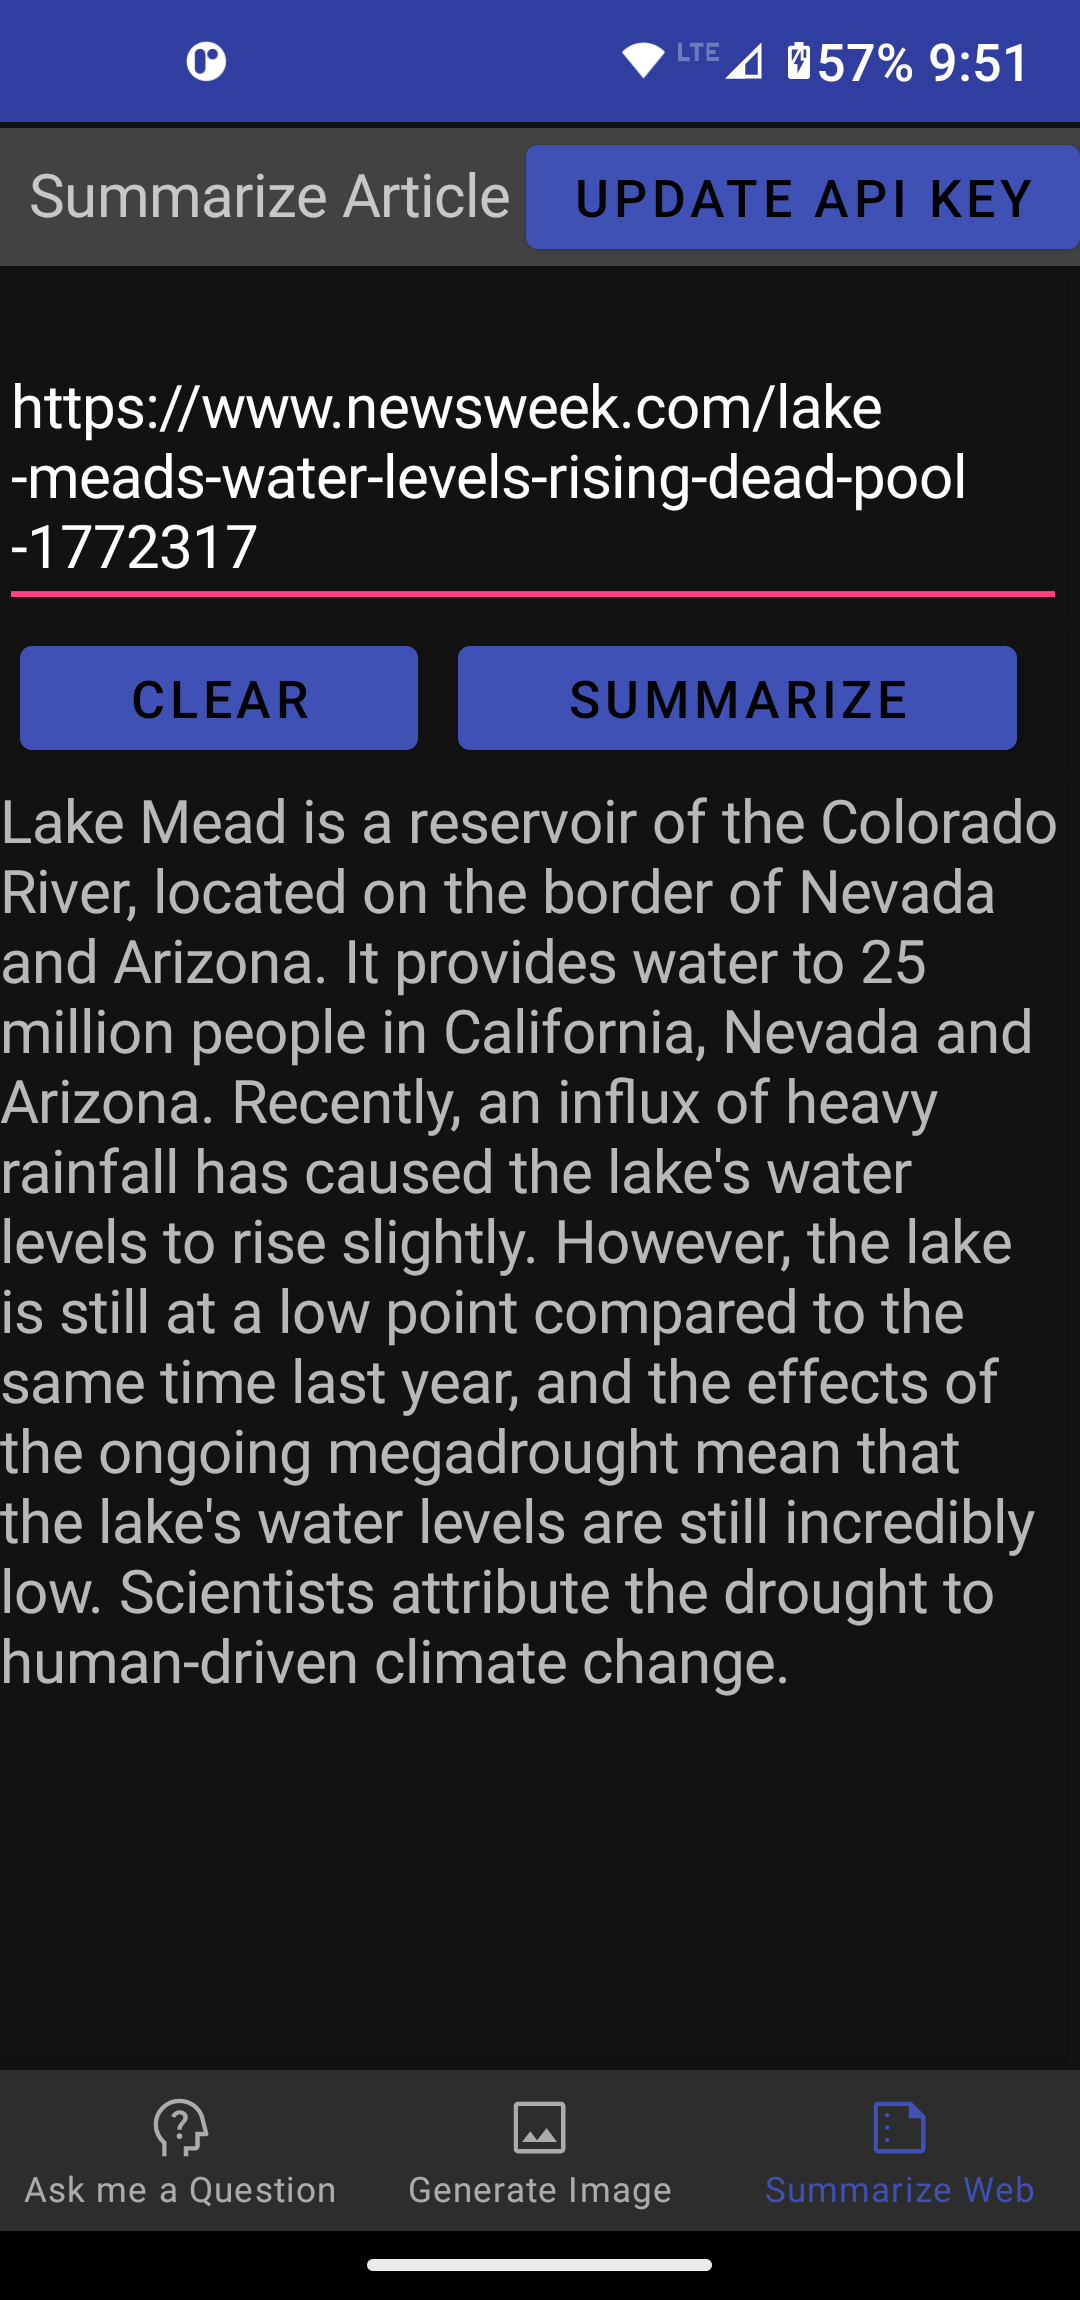 LTE 57% 9:51
Summarize Article UPDATE API KEY
https://www.newsweek.com/lake
-meads-water-levels-rising-dead-pool
-1772317
CLEAR SUMMARIZE
Lake Mead is a reservoir of the Colorado
River, located on the border of Nevada
and Arizona. It provides water to 25
million people in California, Nevada and
Arizona. Recently, an influx of heavy
rainfall has caused the lake's water
levels to rise slightly. However, the lake
is still at a low point compared to the
same time last year, and the effects of
the ongoing megadrought mean that
the lake's water levels are still incredibly
low. Scientists attribute the drought to
human-driven climate change.
Ask me a Question Generate Image Summarize Web